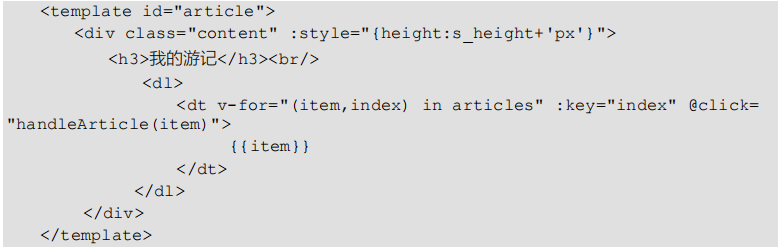 <template id="article">
<div class="content" :style="{height:s_height+'px'}">
<h3>我的游记</h3><br/>
<dl>
<dt v-for="(item,index) in articles" :key="index" @click=
"handleArticle(item)">
{{item}}
</dt>
</dl>
</div>
</template>